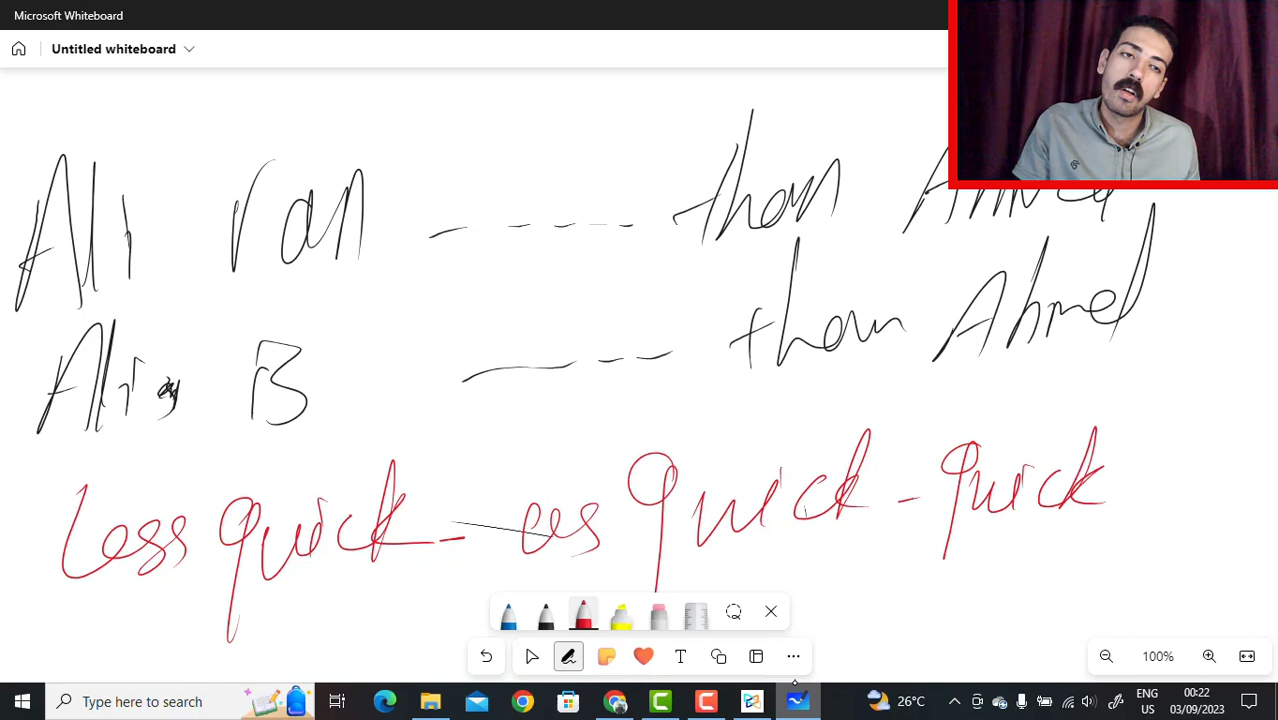 Microsoft Whiteboard
Untitled whiteboard
Ali ran ---- than Ahmed
Ali is B ---- than Ahmed
Less quick - as quick - quick
100%
Type here to search
26°C
ENG
US
00:22
03/09/2023